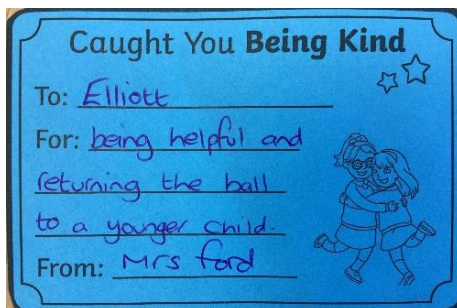 Caught You Being Kind
To: Elliott
For: being helpful and
returning the ball
to a younger child.
From: Mrs Ford